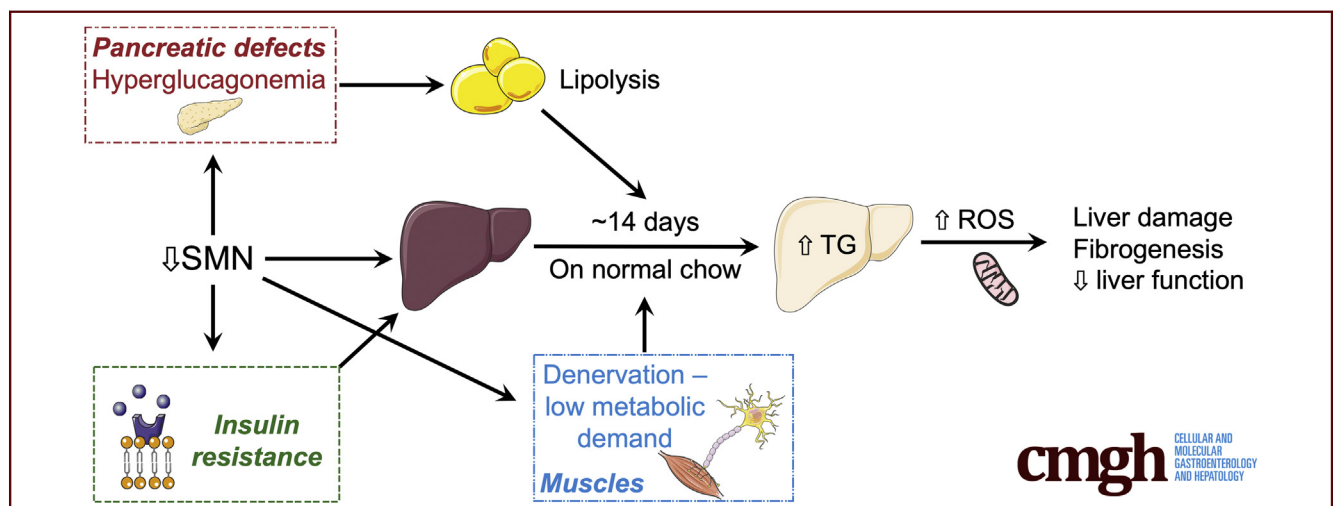 Pancreatic defects
Hyperglucagonemia
Lipolysis
⇩SMN
~14 days
On normal chow
⇧ TG
⇧ ROS
Liver damage
Fibrogenesis
⇩ liver function
Insulin
resistance
Denervation –
low metabolic
demand
Muscles
cmgh
CELLULAR AND
MOLECULAR
GASTROENTEROLOGY
AND HEPATOLOGY